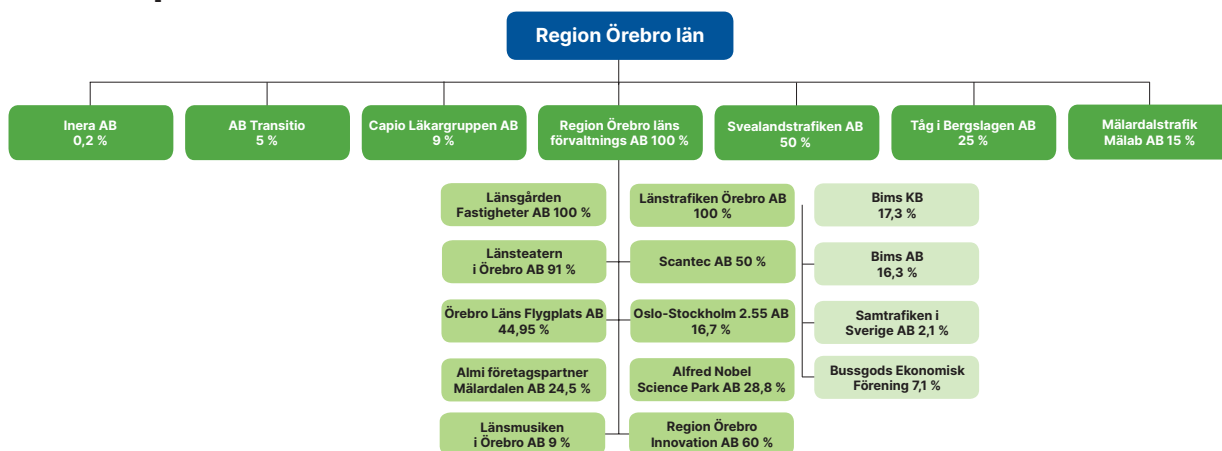 Region Örebro län
Inera AB
0,2 %
AB Transitio
5 %
Capio Läkargruppen AB
9 %
Region Örebro läns
förvaltnings AB 100 %
Svealandstrafiken AB
50 %
Tåg i Bergslagen AB
25 %
Mälardalstrafik
Mälab AB 15 %
Länsgården
Fastigheter AB 100 %
Länstrafiken Örebro AB
100 %
Bims KB
17,3 %
Länsteatern
i Örebro AB 91 %
Scantec AB 50 %
Bims AB
16,3 %
Örebro Läns Flygplats AB
44,95 %
Oslo-Stockholm 2.55 AB
16,7 %
Samtrafiken i
Sverige AB 2,1 %
Almi företagspartner
Mälardalen AB 24,5 %
Alfred Nobel
Science Park AB 28,8 %
Bussgods Ekonomisk
Förening 7,1 %
Länsmusiken
i Örebro AB 9 %
Region Örebro
Innovation AB 60 %